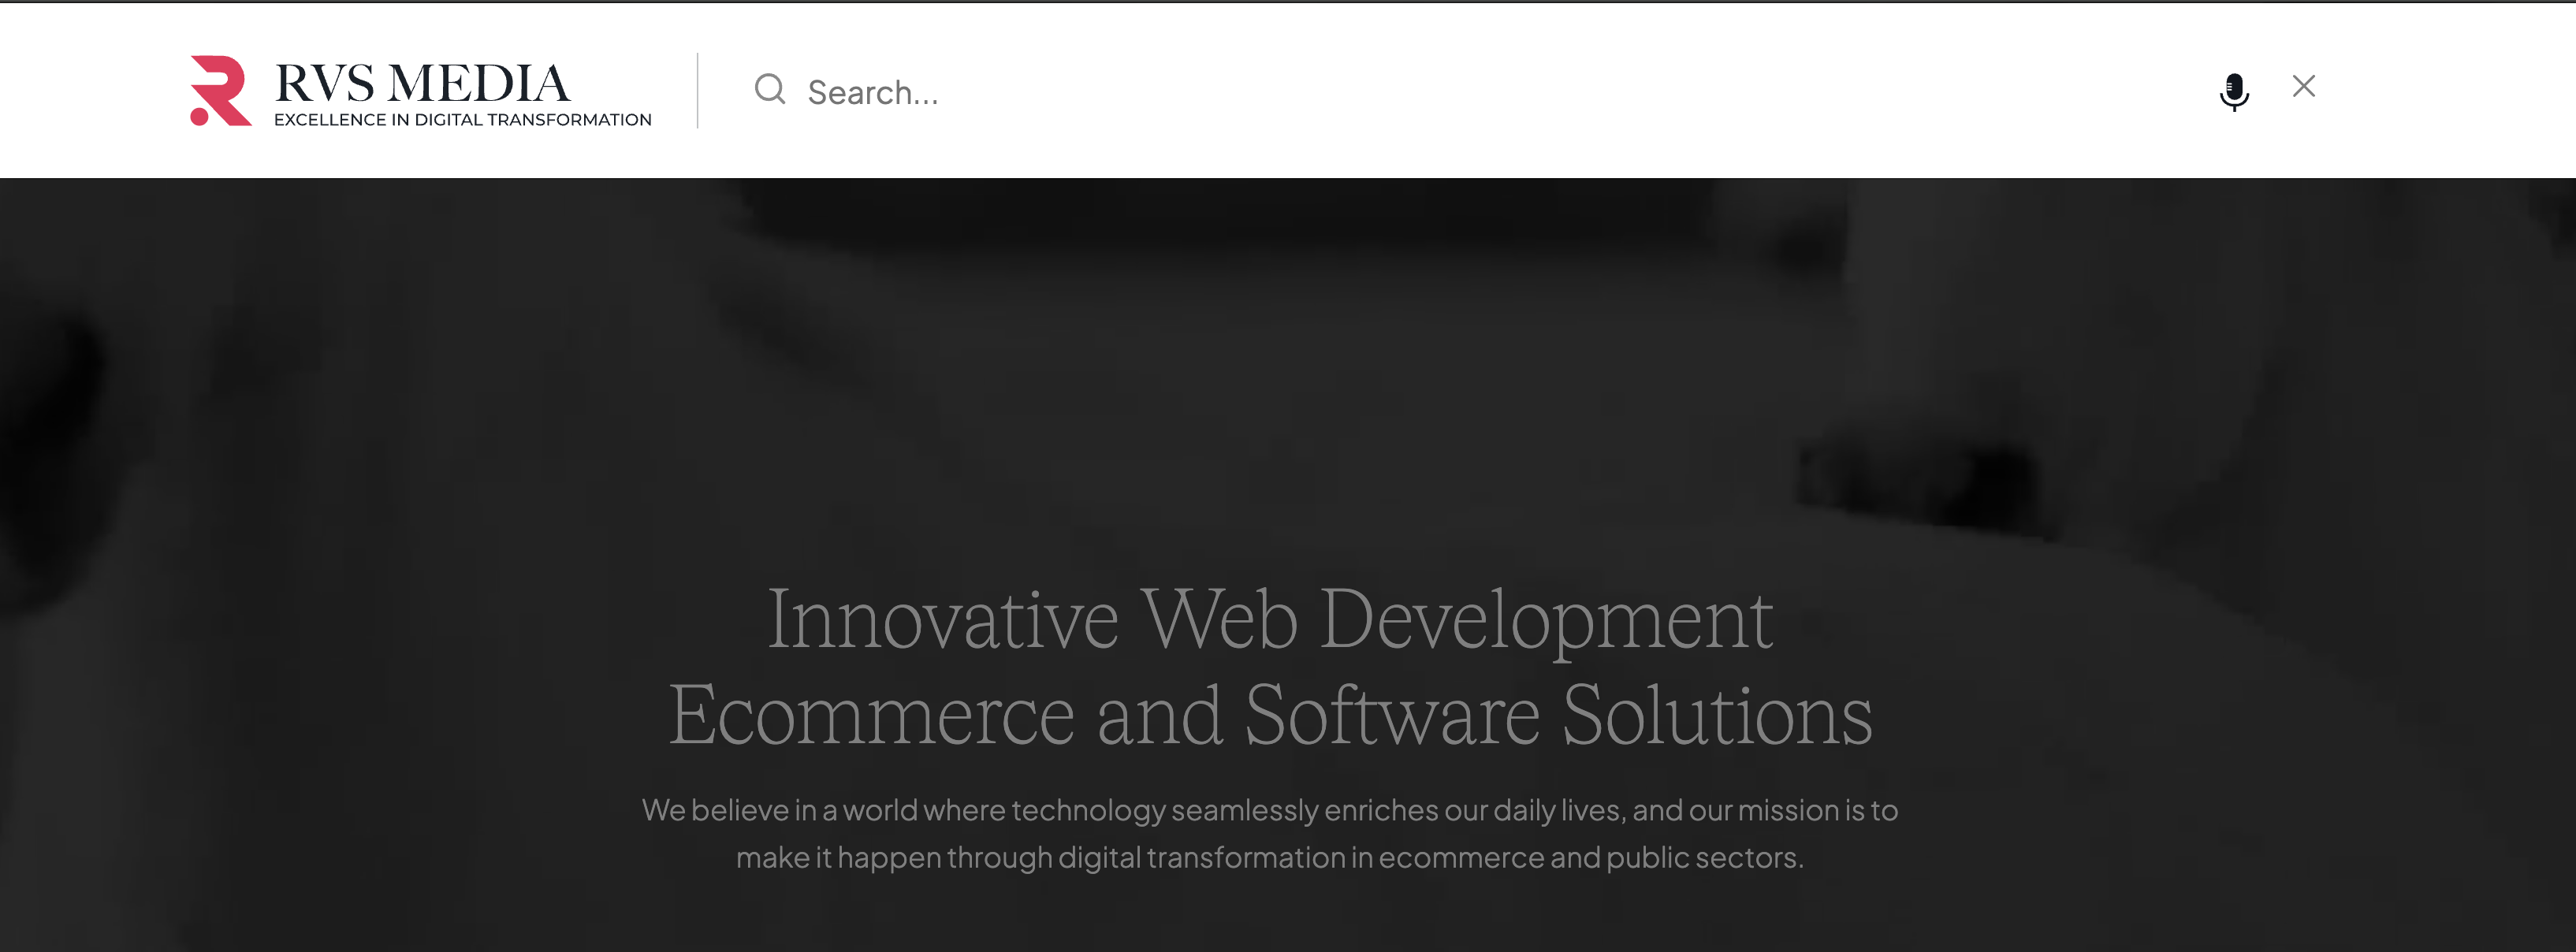 RVS MEDIA
EXCELLENCE IN DIGITAL TRANSFORMATION
Search...
Innovative Web Development
Ecommerce and Software Solutions
We believe in a world where technology seamlessly enriches our daily lives, and our mission is to
make it happen through digital transformation in ecommerce and public sectors.